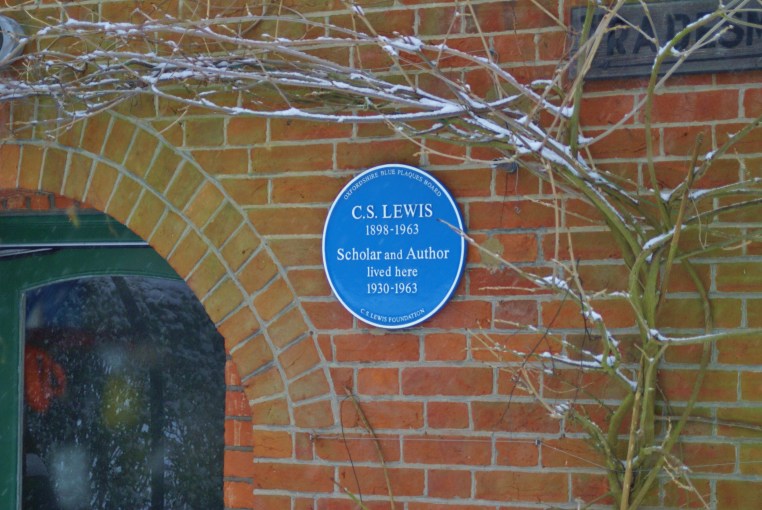 OXFORDSHIRE BLUE PLAQUES BOARD
C.S. LEWIS
1898-1963
Scholar and Author
lived here
1930-1963
C.S. LEWIS FOUNDATION